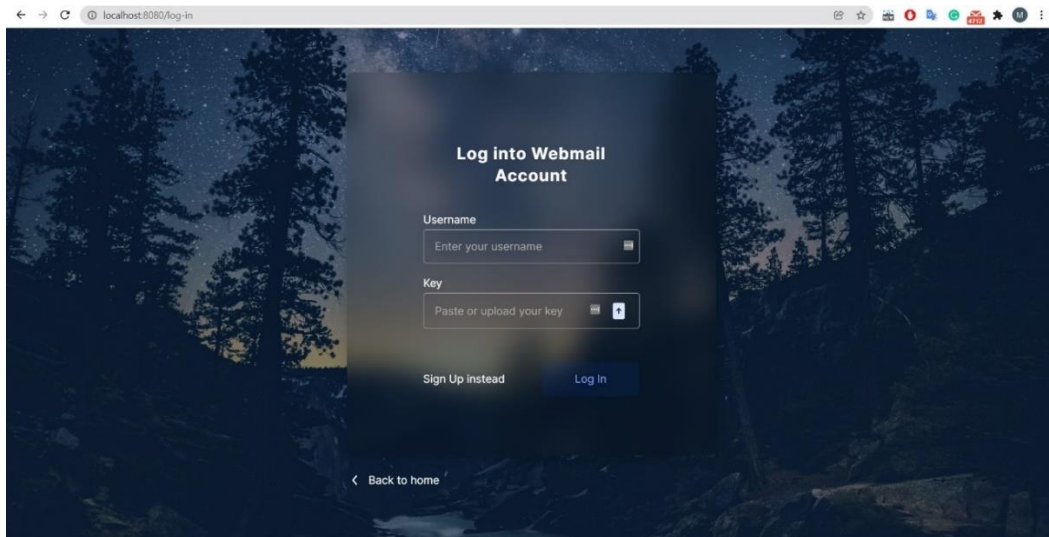 localhost:8080/log-in
4712
M
Log into Webmail
Account
Username
Enter your username
Key
Paste or upload your key
Sign Up instead
Log In
Back to home